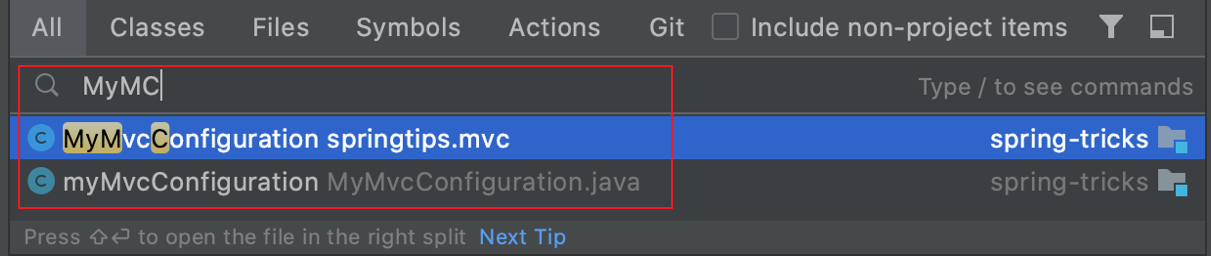 All Classes Files Symbols Actions Git Include non-project items
MyMC Type / to see commands
C MyMvcConfiguration springtips.mvc spring-tricks
C myMvcConfiguration MyMvcConfiguration.java spring-tricks
Press ⇧⏎ to open the file in the right split Next Tip